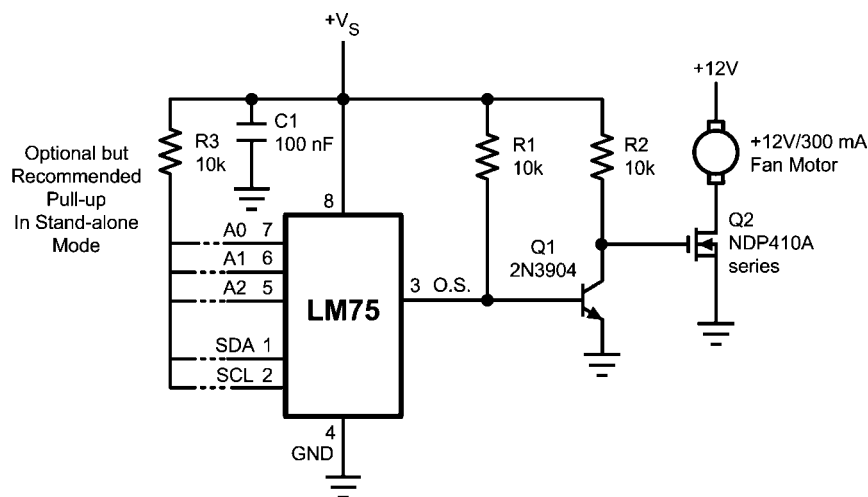 +VS
+12V
R3
10k
C1
100 nF
R1
10k
R2
10k
+12V/300 mA
Fan Motor
Optional but
Recommended
Pull-up
In Stand-alone
Mode
8
A0 7
A1 6
A2 5
SDA 1
SCL 2
LM75
3 O.S.
Q1
2N3904
Q2
NDP410A
series
4
GND